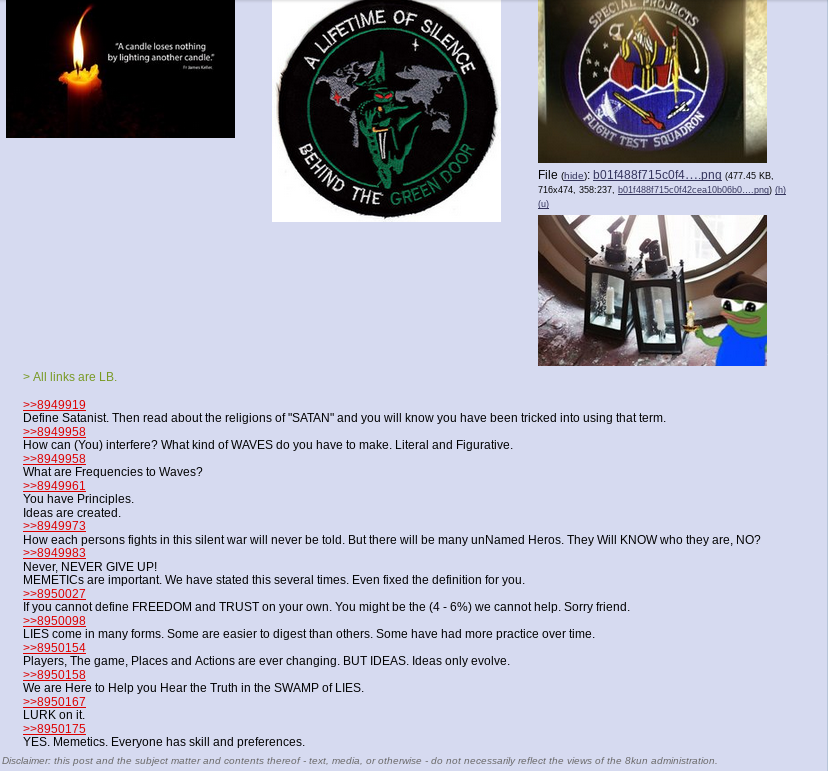 "A candle loses nothing
by lighting another candle."
Fr James Keller
A LIFETIME OF SILENCE
BEHIND THE GREEN DOOR
SPECIAL PROJECTS
FLIGHT TEST SQUADRON
File (hide): b01f488f715c0f4….png (477.45 KB,
716x474, 358:237, b01f488f715c0f42cea10b06b0….png) (h)
(u)
> All links are LB.
>>8949919
Define Satanist. Then read about the religions of "SATAN" and you will know you have been tricked into using that term.
>>8949958
How can (You) interfere? What kind of WAVES do you have to make. Literal and Figurative.
>>8949958
What are Frequencies to Waves?
>>8949961
You have Principles.
Ideas are created.
>>8949973
How each persons fights in this silent war will never be told. But there will be many unNamed Heros. They Will KNOW who they are, NO?
>>8949983
Never, NEVER GIVE UP!
MEMETICs are important. We have stated this several times. Even fixed the definition for you.
>>8950027
If you cannot define FREEDOM and TRUST on your own. You might be the (4 - 6%) we cannot help. Sorry friend.
>>8950098
LIES come in many forms. Some are easier to digest than others. Some have had more practice over time.
>>8950154
Players, The game, Places and Actions are ever changing. BUT IDEAS. Ideas only evolve.
>>8950158
We are Here to Help you Hear the Truth in the SWAMP of LIES.
>>8950167
LURK on it.
>>8950175
YES. Memetics. Everyone has skill and preferences.
Disclaimer: this post and the subject matter and contents thereof - text, media, or otherwise - do not necessarily reflect the views of the 8kun administration.